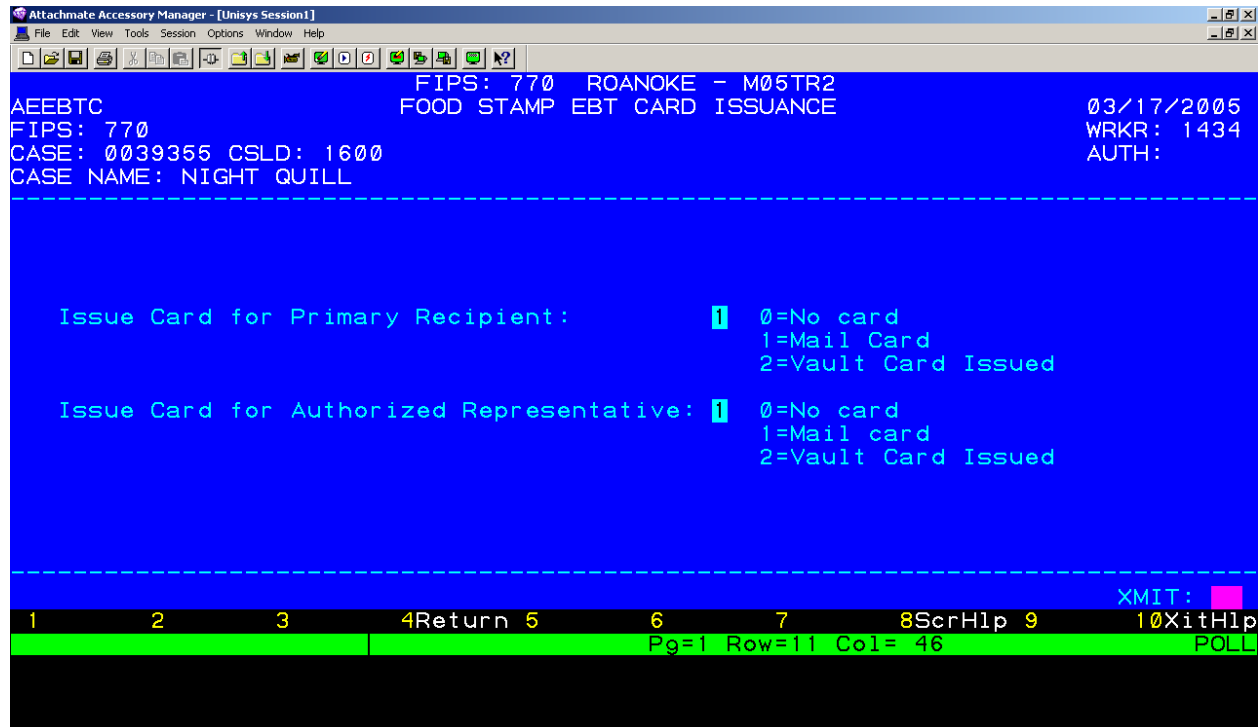 Attachmate Accessory Manager - [Unisys Session1]
File Edit View Tools Session Options Window Help
FIPS: 770 ROANOKE - M05TR2
AEEBTC FOOD STAMP EBT CARD ISSUANCE 03/17/2005
FIPS: 770 WRKR: 1434
CASE: 0039355 CSLD: 1600 AUTH:
CASE NAME: NIGHT QUILL
Issue Card for Primary Recipient: 1 0=No card
1=Mail Card
2=Vault Card Issued
Issue Card for Authorized Representative: 1 0=No card
1=Mail card
2=Vault Card Issued
XMIT:
1 2 3 4Return 5 6 7 8ScrHlp 9 10XitHlp
Pg=1 Row=11 Col= 46 POLL